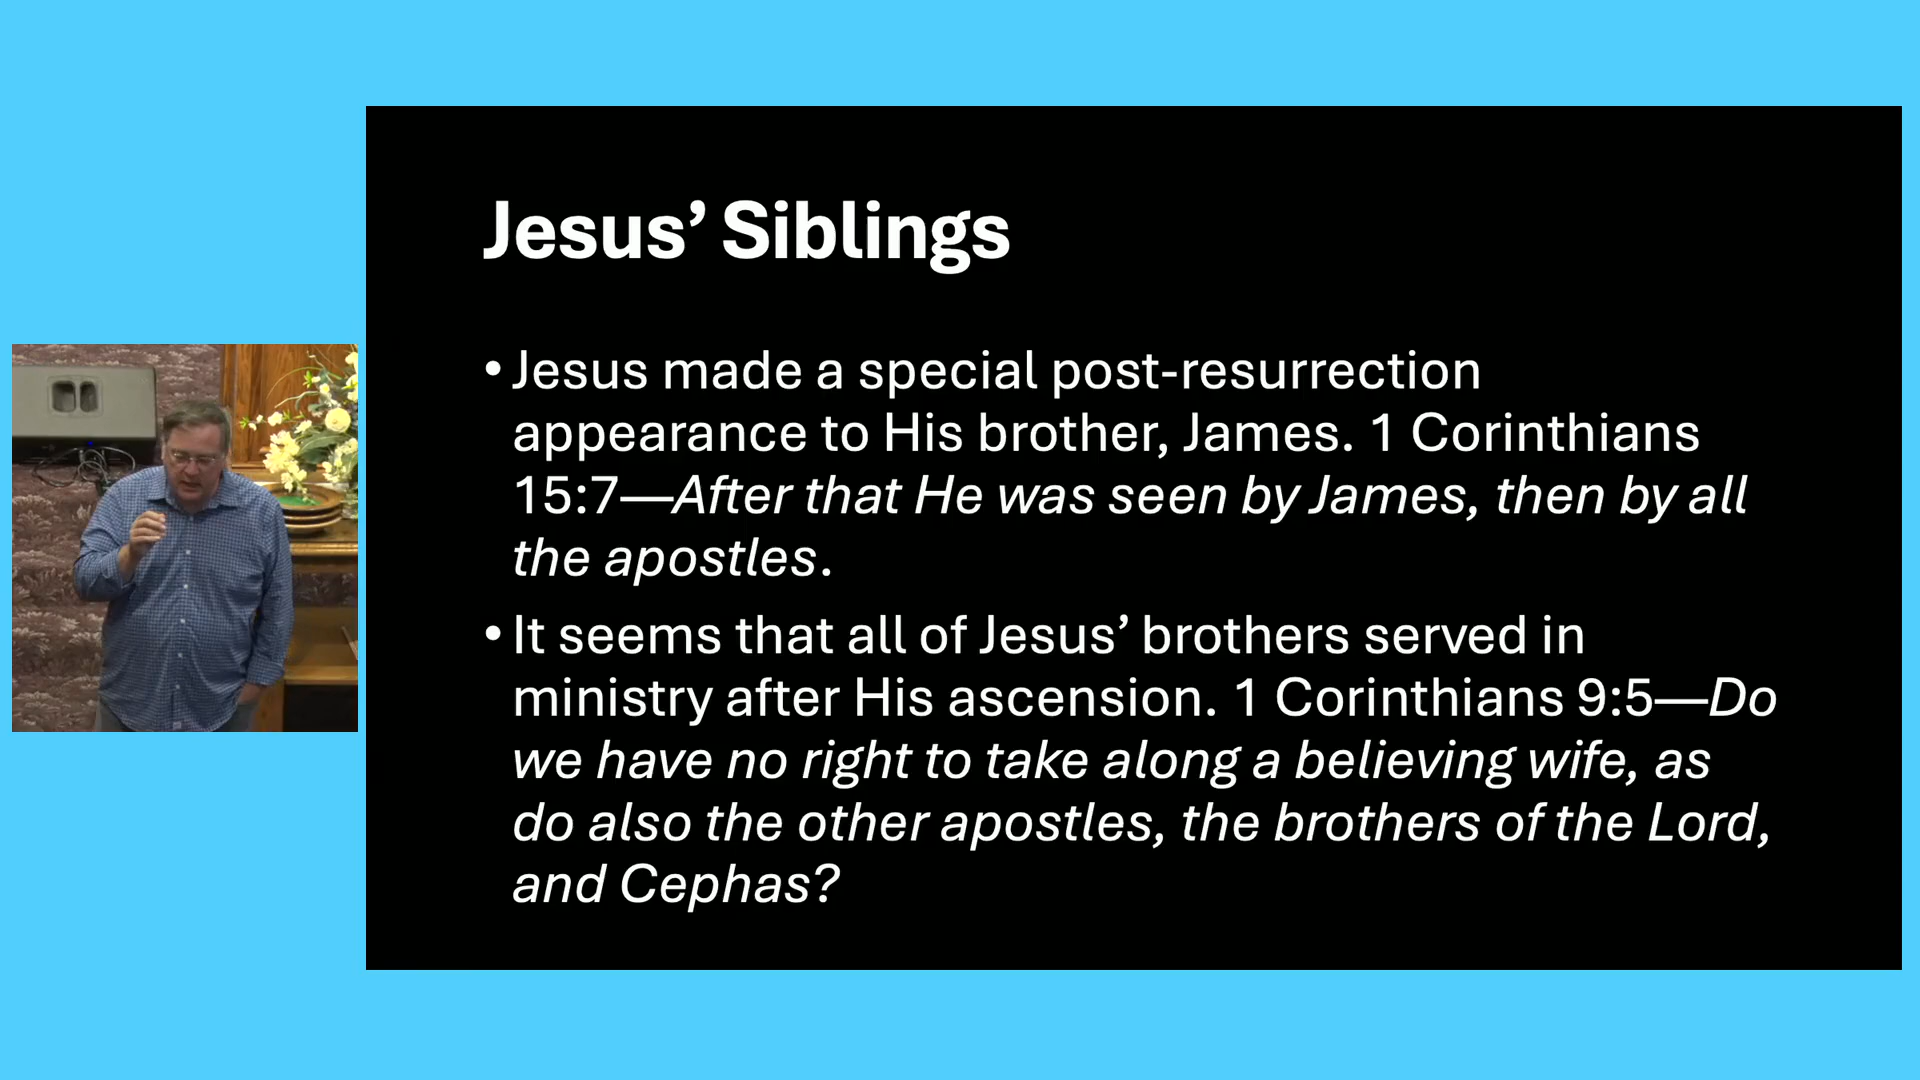 Jesus’ Siblings
• Jesus made a special post-resurrection
appearance to His brother, James. 1 Corinthians
15:7—After that He was seen by James, then by all
the apostles.
• It seems that all of Jesus’ brothers served in
ministry after His ascension. 1 Corinthians 9:5—Do
we have no right to take along a believing wife, as
do also the other apostles, the brothers of the Lord,
and Cephas?